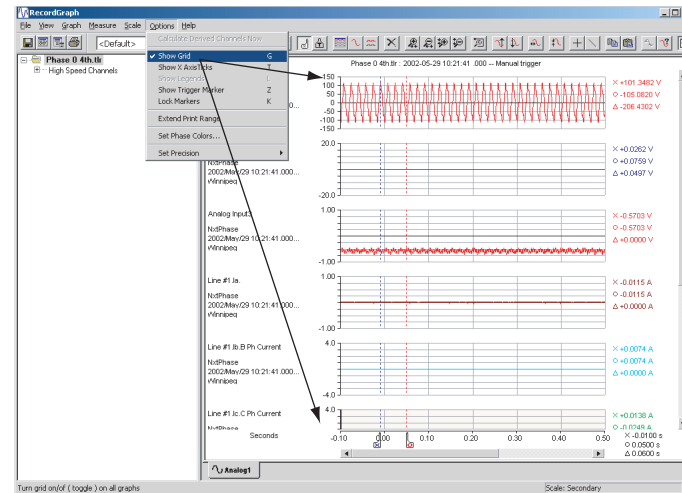 RecordGraph
File View Graph Measure Scale Options Help
<Default>
Calculate Derived Channels Now
Show Grid G
Show X Axis Ticks T
Show Legends L
Show Trigger Marker Z
Lock Markers K
Extend Print Range
Set Phase Colors...
Set Precision
Phase 0 4th.tlr
High Speed Channels
Phase 0 4th.tlr : 2002-05-29 10:21:41 .000 -- Manual trigger
150
100
50
0
-50
-100
-150
× +101.3482 V
○ -105.0820 V
Δ -206.4302 V
20.0
-20.0
NxtPhase
2002/May/29 10:21:41.000...
Winnipeg
× +0.0262 V
○ +0.0759 V
Δ +0.0497 V
Analog Input3
NxtPhase
2002/May/29 10:21:41.000...
Winnipeg
1.00
-1.00
× -0.5703 V
○ -0.5703 V
Δ +0.0000 V
Line #1 Ia.
NxtPhase
2002/May/29 10:21:41.000...
Winnipeg
1.00
-1.00
× -0.0115 A
○ -0.0115 A
Δ +0.0000 A
Line #1 Ib.B Ph Current
NxtPhase
2002/May/29 10:21:41.000...
Winnipeg
4.0
-4.0
× +0.0074 A
○ +0.0074 A
Δ +0.0000 A
Line #1 Ic.C Ph Current
NxtPhase
4.0
× +0.0138 A
○ -0.0249 A
Seconds
-0.10 0.00 0.10 0.20 0.30 0.40 0.50
× -0.0100 s
○ 0.0500 s
Δ 0.0600 s
Analog1
Turn grid on/of ( toggle ) on all graphs
Scale: Secondary